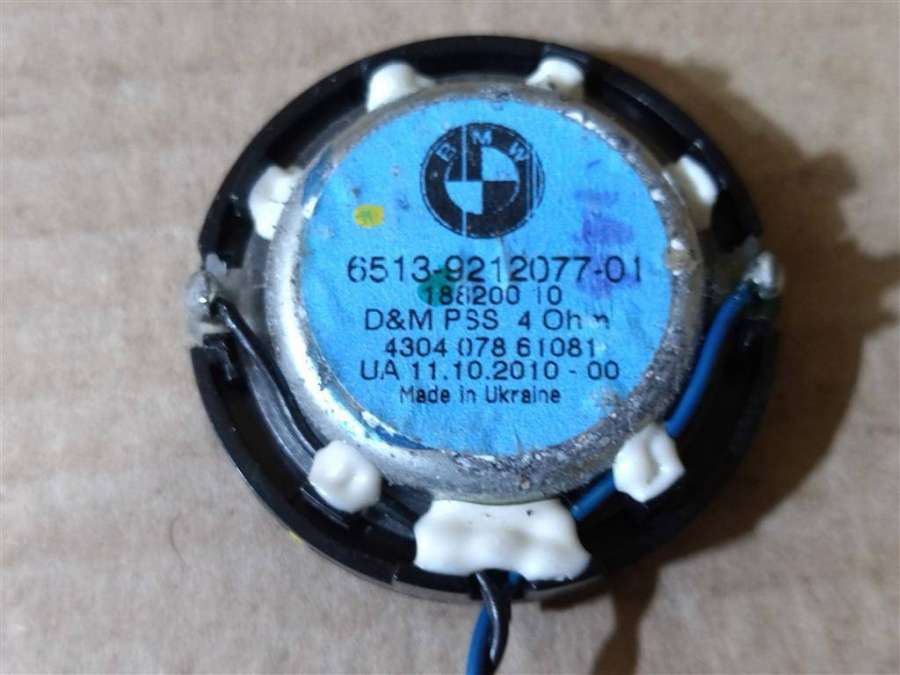 BMW
6513-9212077-01
188200 10
D&M PSS 4 Ohm
4304 078 61081
UA 11.10.2010 - 00
Made in Ukraine